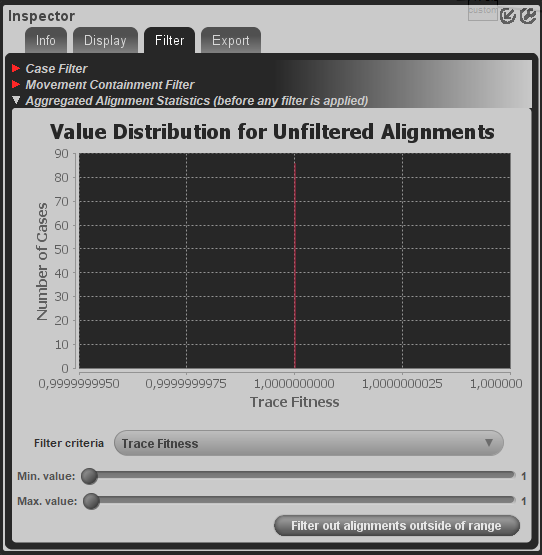 Inspector
custom
Info Display Filter Export
Case Filter
Movement Containment Filter
Aggregated Alignment Statistics (before any filter is applied)
Value Distribution for Unfiltered Alignments
Number of Cases
90
80
70
60
50
40
30
20
10
0
0,9999999950 0,9999999975 1,0000000000 1,0000000025 1,000000
Trace Fitness
Filter criteria Trace Fitness
Min. value: 1
Max. value: 1
Filter out alignments outside of range